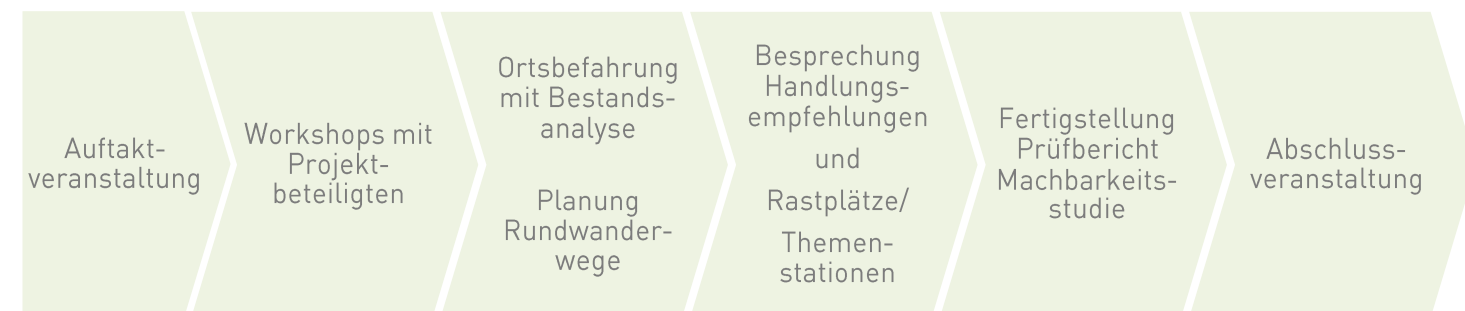 Auftakt-
veranstaltung
Workshops mit
Projekt-
beteiligten
Ortsbefahrung
mit Bestands-
analyse
Planung
Rundwander-
wege
Besprechung
Handlungs-
empfehlungen
und
Rastplätze/
Themen-
stationen
Fertigstellung
Prüfbericht
Machbarkeits-
studie
Abschluss-
veranstaltung